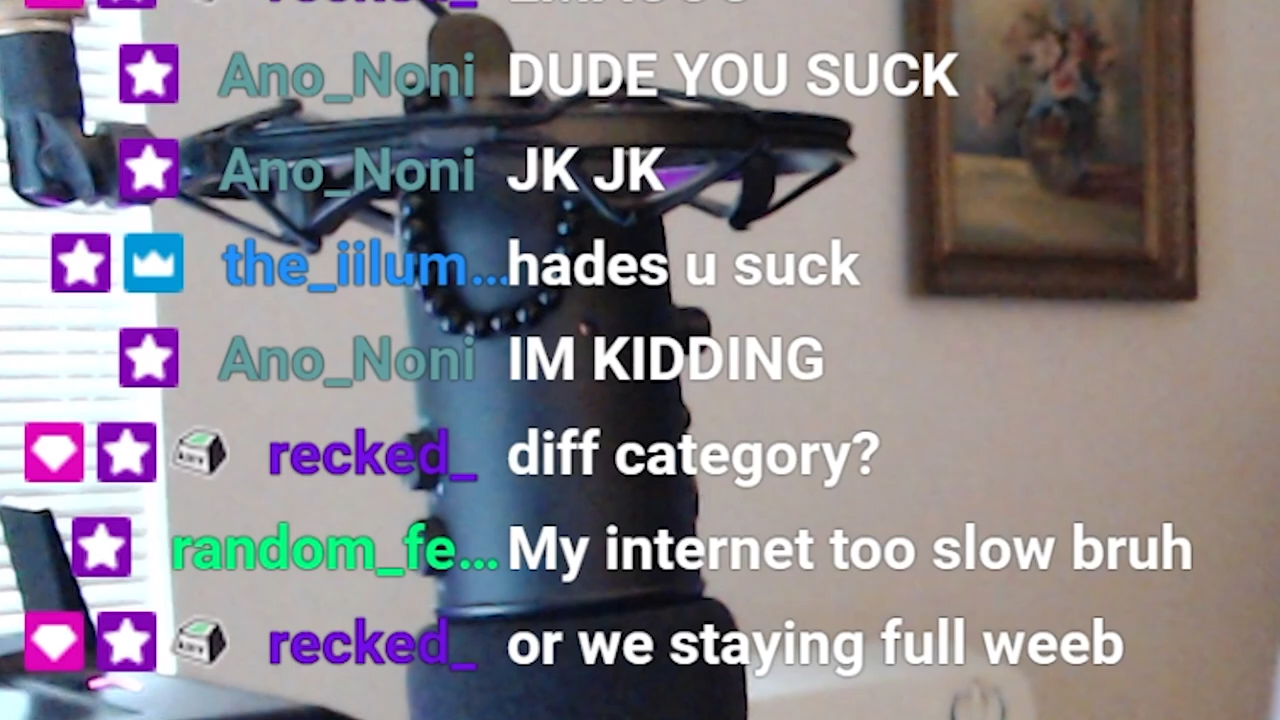 Ano_Noni DUDE YOU SUCK
Ano_Noni JK JK
the_iilum... hades u suck
Ano_Noni IM KIDDING
recked_ diff category?
random_fe... My internet too slow bruh
recked_ or we staying full weeb